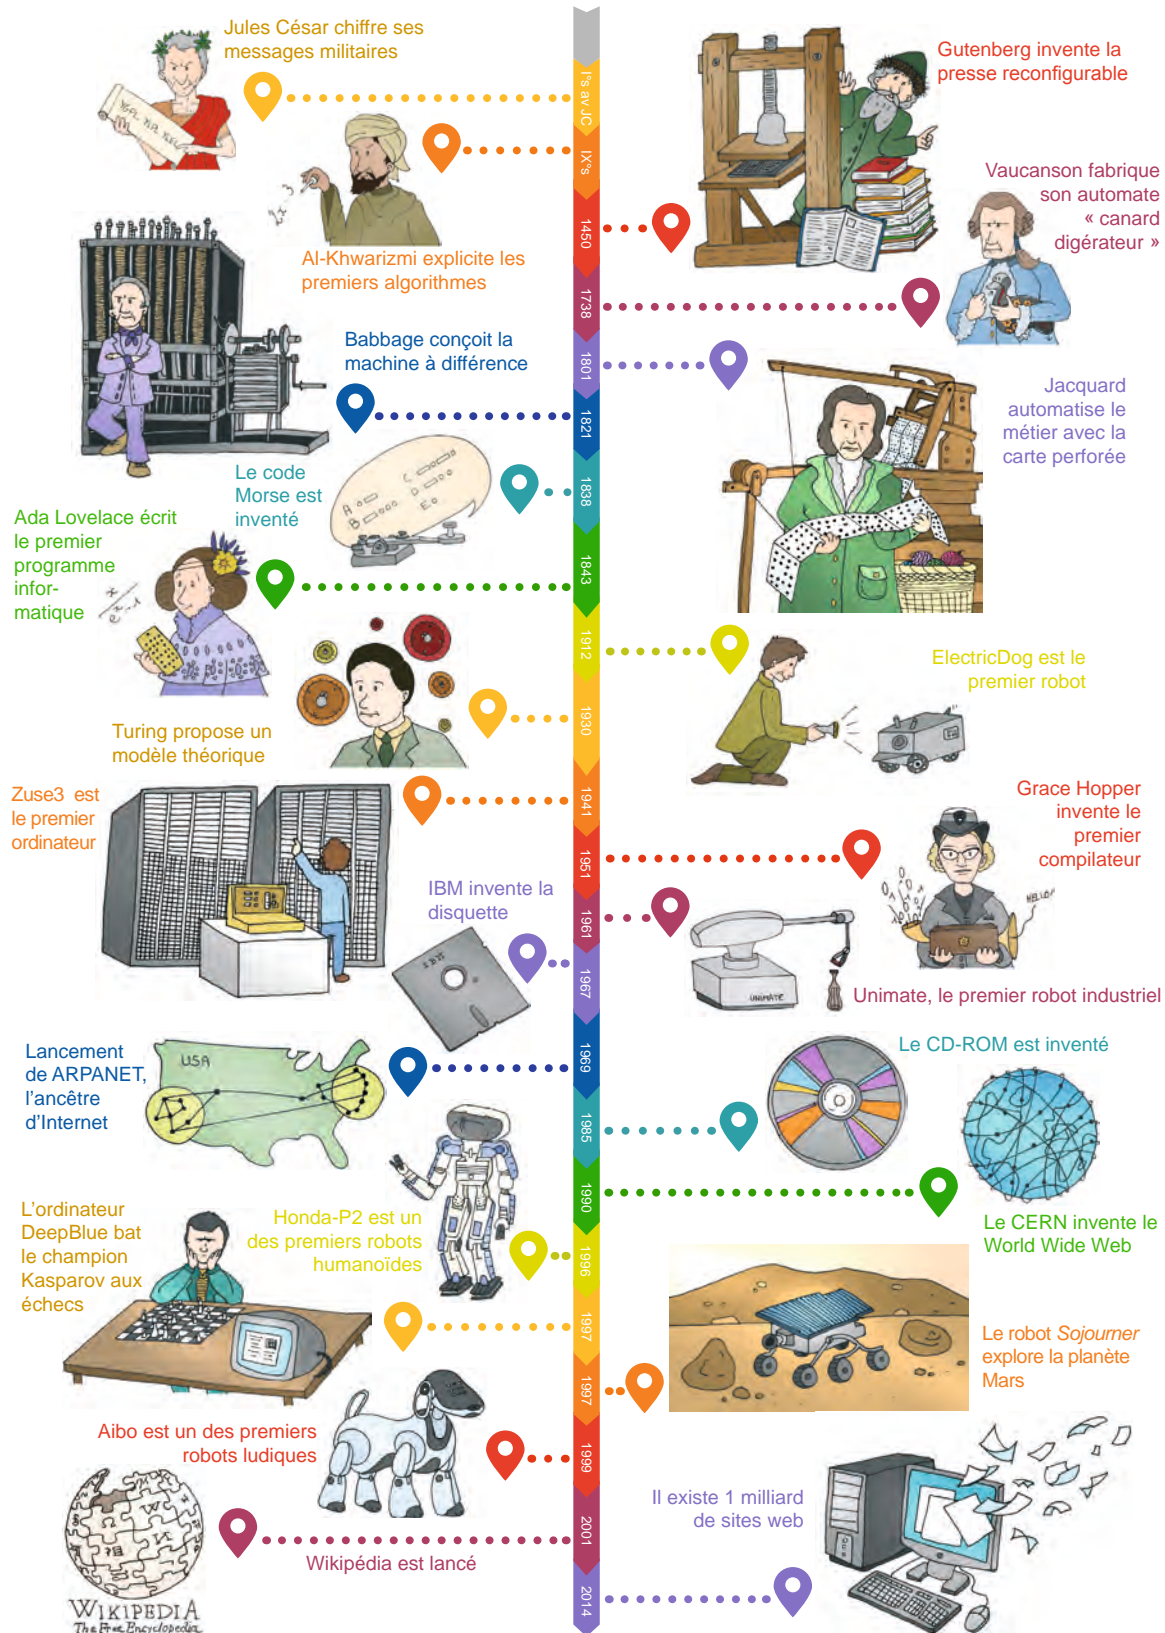 Jules César chiffre ses
messages militaires
I°s av JC
Gutenberg invente la
presse reconfigurable
IX°s
Al-Khwarizmi explicite les
premiers algorithmes
1450
Vaucanson fabrique
son automate
« canard
digérateur »
1738
1801
Jacquard
automatise le
métier avec la
carte perforée
Babbage conçoit la
machine à différence
1821
Le code
Morse est
inventé
A
B
C
D
E
1838
Ada Lovelace écrit
le premier
programme
infor-
matique
1843
1912
ElectricDog est le
premier robot
Turing propose un
modèle théorique
1930
Zuse3 est
le premier
ordinateur
1941
Grace Hopper
invente le
premier
compilateur
HELLO!
1951
1961
UNIMATE
Unimate, le premier robot industriel
IBM invente la
disquette
1967
Lancement
de ARPANET,
l’ancêtre
d’Internet
USA
1969
Le CD-ROM est inventé
1985
1990
Le CERN invente le
World Wide Web
Honda-P2 est un
des premiers robots
humanoïdes
1996
L’ordinateur
DeepBlue bat
le champion
Kasparov aux
échecs
1997
Le robot Sojourner
explore la planète
Mars
1997
Aibo est un des premiers
robots ludiques
1999
Wikipédia est lancé
WIKIPEDIA
The Free Encyclopedia
2001
Il existe 1 milliard
de sites web
2014